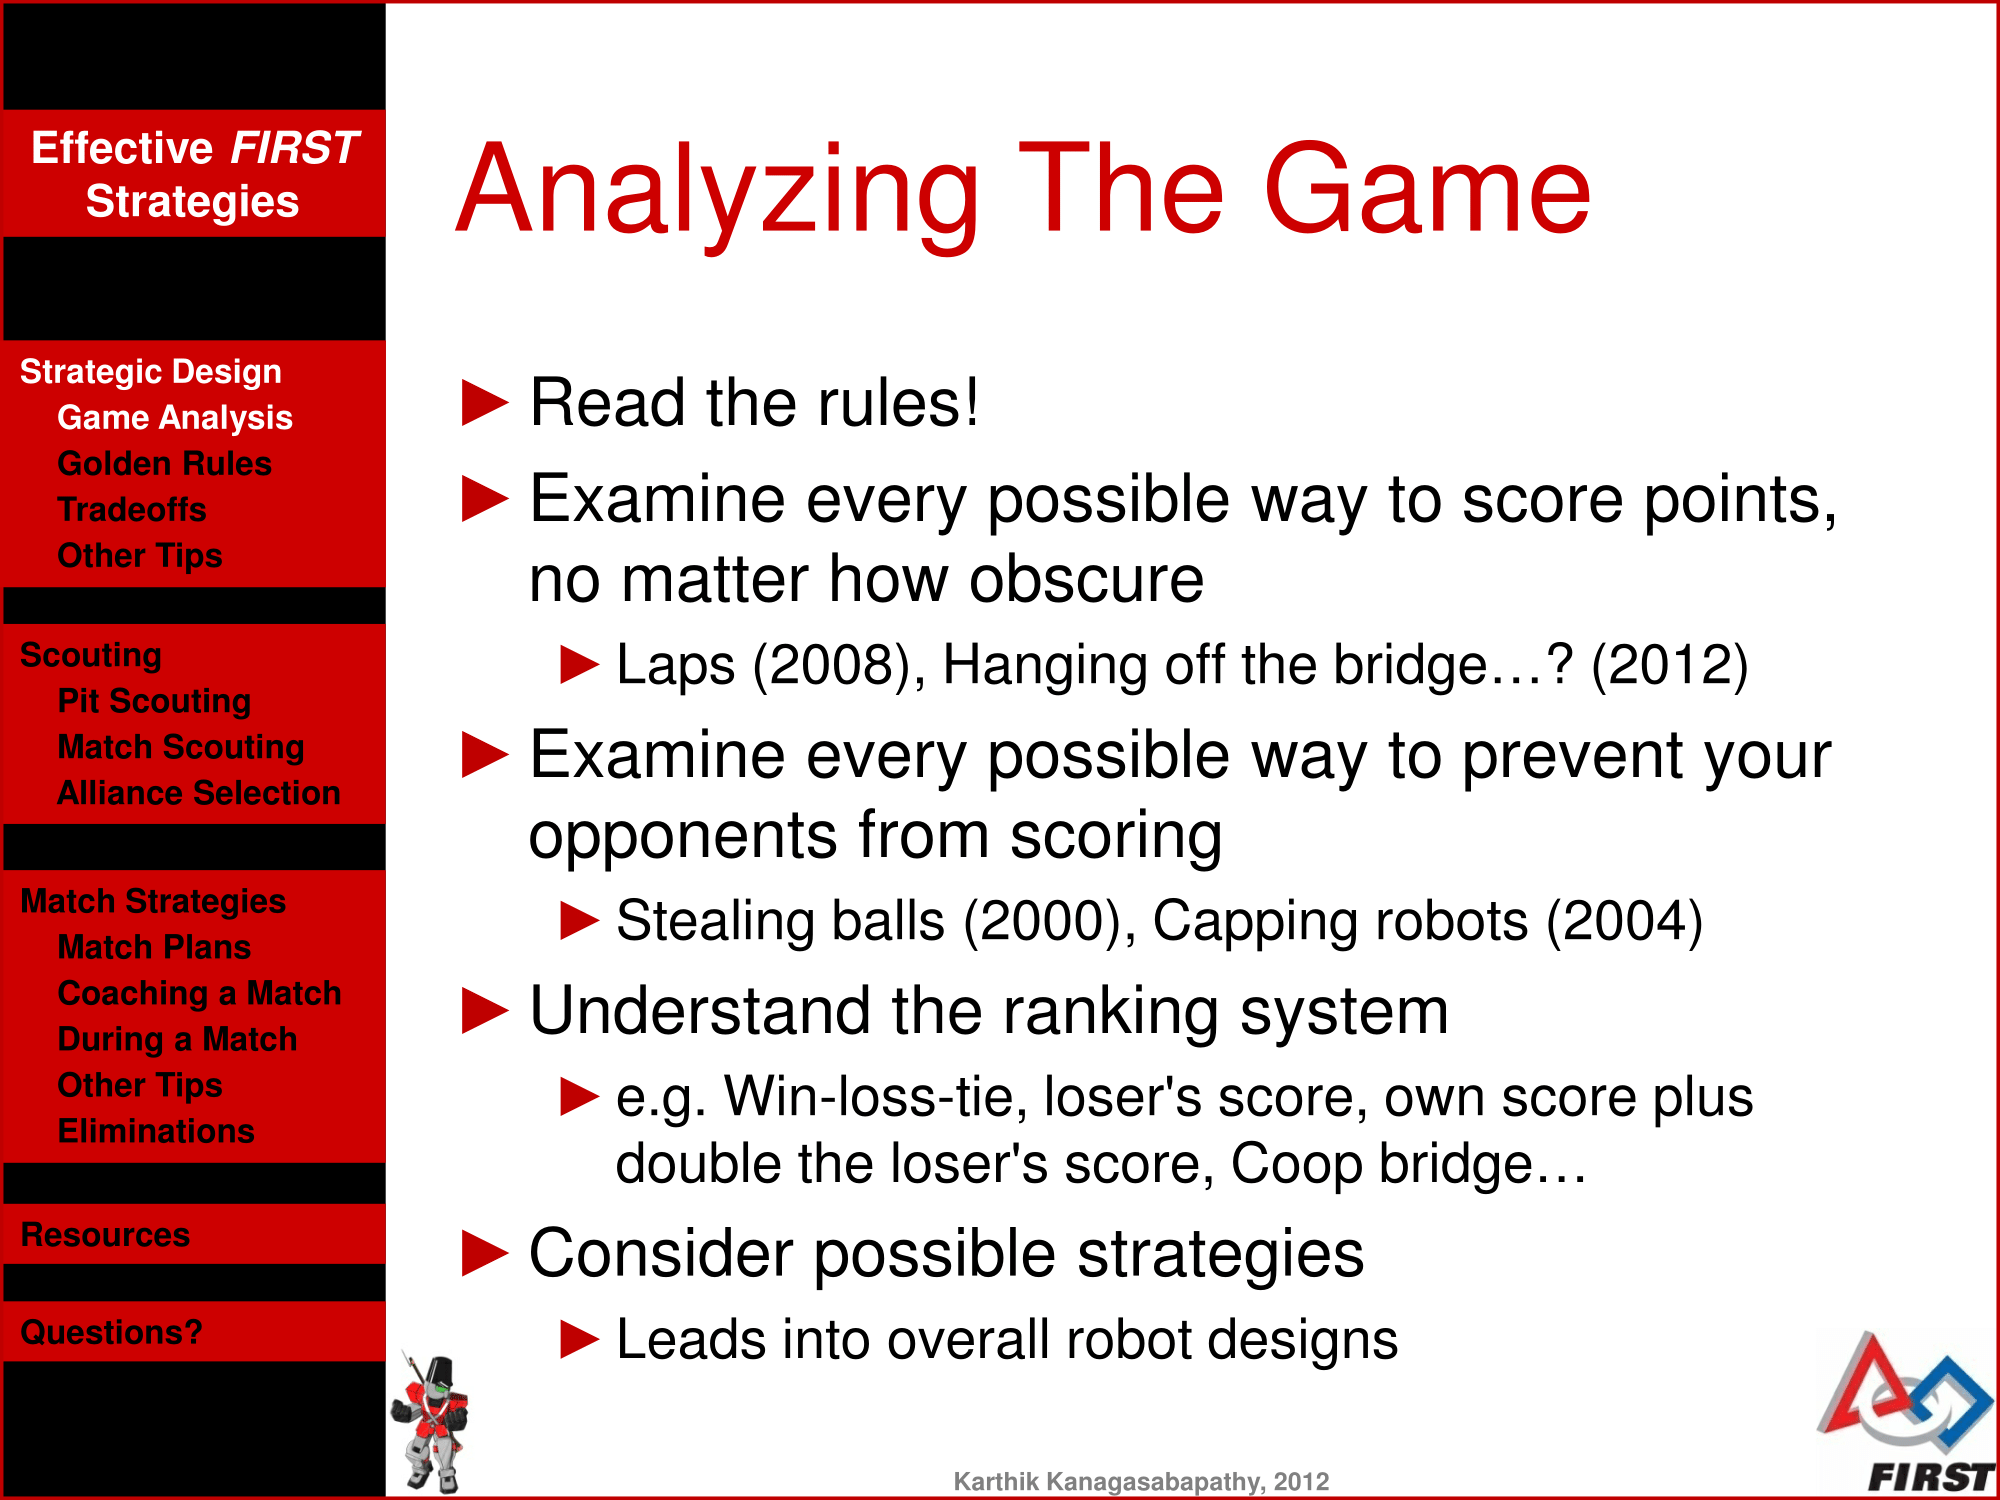 Effective FIRST
Strategies
Strategic Design
Game Analysis
Golden Rules
Tradeoffs
Other Tips
Scouting
Pit Scouting
Match Scouting
Alliance Selection
Match Strategies
Match Plans
Coaching a Match
During a Match
Other Tips
Eliminations
Resources
Questions?
Analyzing The Game
Read the rules!
Examine every possible way to score points,
no matter how obscure
Laps (2008), Hanging off the bridge…? (2012)
Examine every possible way to prevent your
opponents from scoring
Stealing balls (2000), Capping robots (2004)
Understand the ranking system
e.g. Win-loss-tie, loser's score, own score plus
double the loser's score, Coop bridge…
Consider possible strategies
Leads into overall robot designs
Karthik Kanagasabapathy, 2012
FIRST